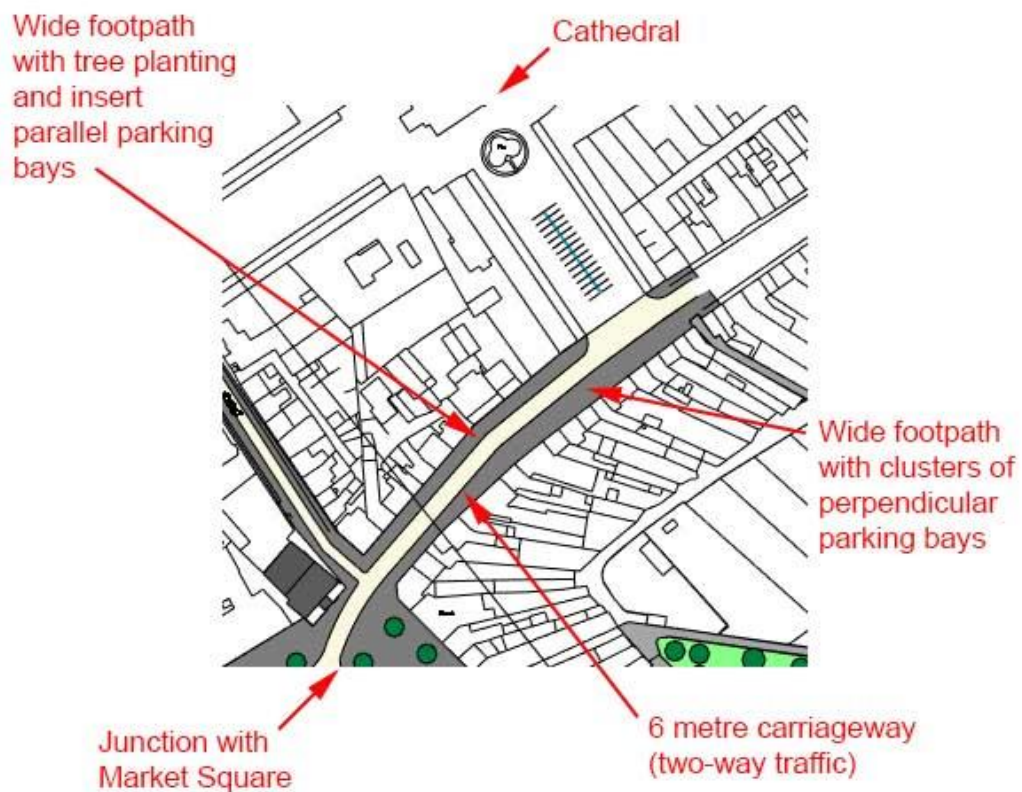 Wide footpath
with tree planting
and insert
parallel parking
bays
Cathedral
Wide footpath
with clusters of
perpendicular
parking bays
6 metre carriageway
(two-way traffic)
Junction with
Market Square